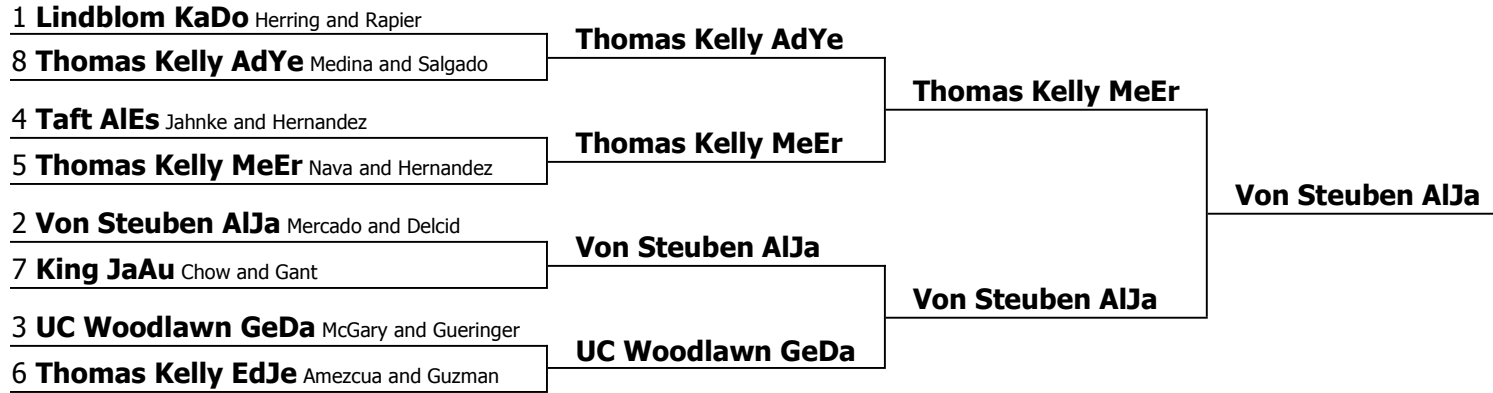 1 Lindblom KaDo Herring and Rapier
Thomas Kelly AdYe
8 Thomas Kelly AdYe Medina and Salgado
Thomas Kelly MeEr
4 Taft AlEs Jahnke and Hernandez
Thomas Kelly MeEr
5 Thomas Kelly MeEr Nava and Hernandez
Von Steuben AlJa
2 Von Steuben AlJa Mercado and Delcid
Von Steuben AlJa
7 King JaAu Chow and Gant
Von Steuben AlJa
3 UC Woodlawn GeDa McGary and Gueringer
UC Woodlawn GeDa
6 Thomas Kelly EdJe Amezcua and Guzman